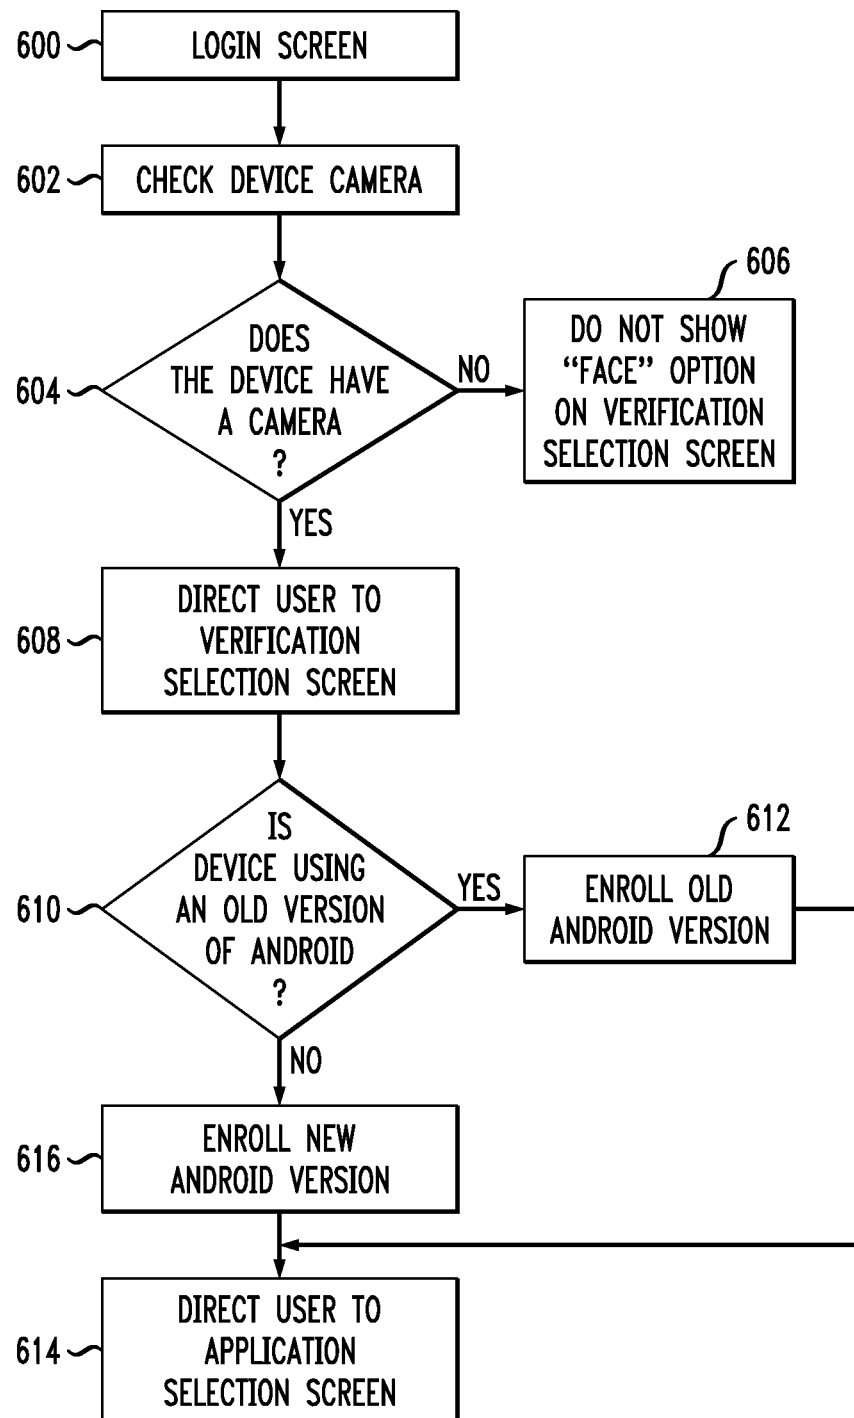 600
LOGIN SCREEN
602
CHECK DEVICE CAMERA
604
DOES
THE DEVICE HAVE
A CAMERA
?
NO
606
DO NOT SHOW
“FACE” OPTION
ON VERIFICATION
SELECTION SCREEN
YES
608
DIRECT USER TO
VERIFICATION
SELECTION SCREEN
610
IS
DEVICE USING
AN OLD VERSION
OF ANDROID
?
YES
612
ENROLL OLD
ANDROID VERSION
NO
616
ENROLL NEW
ANDROID VERSION
614
DIRECT USER TO
APPLICATION
SELECTION SCREEN